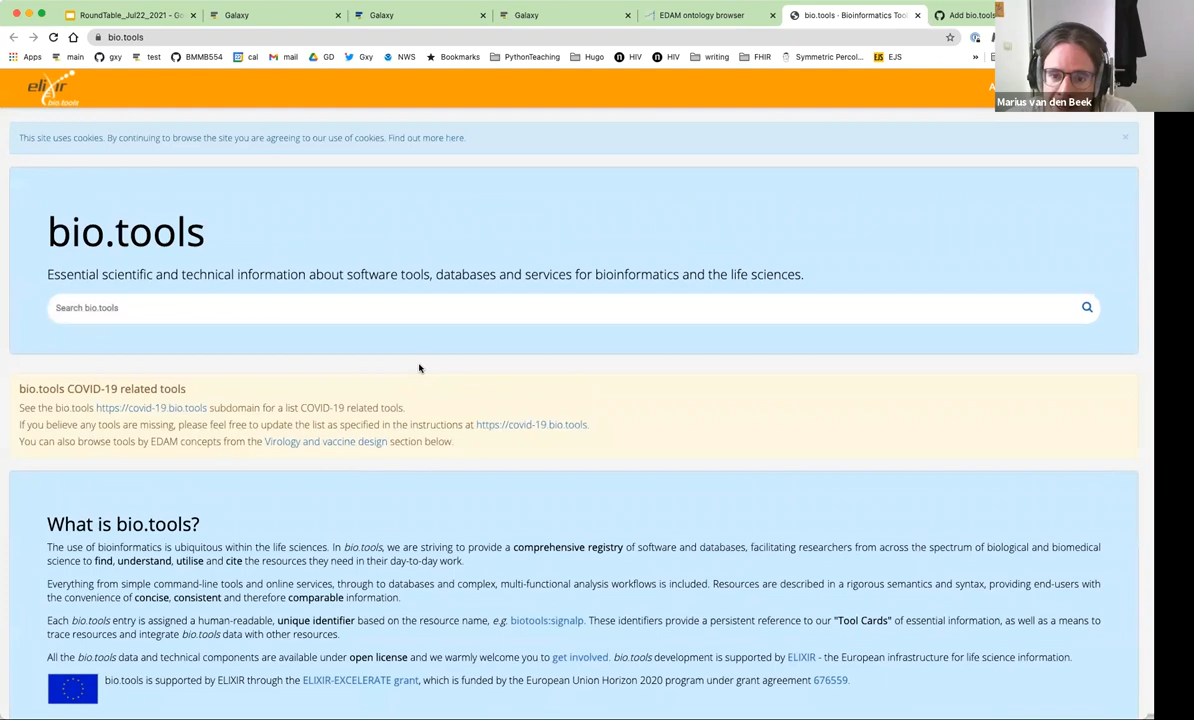 RoundTable_Jul22_2021 - G
Galaxy
Galaxy
Galaxy
EDAM ontology browser
bio.tools · Bioinformatics Too
Add bio.tools
bio.tools
Apps
main
gxy
test
BMMB554
cal
mail
GD
Gxy
NWS
Bookmarks
PythonTeaching
Hugo
HIV
HIV
writing
FHIR
Symmetric Percol...
EJS
»
elixir
bio.tools
A
Marius van den Beek
This site uses cookies. By continuing to browse the site you are agreeing to our use of cookies. Find out more here.
×
bio.tools
Essential scientific and technical information about software tools, databases and services for bioinformatics and the life sciences.
Search bio.tools
bio.tools COVID-19 related tools
See the bio.tools https://covid-19.bio.tools subdomain for a list COVID-19 related tools.
If you believe any tools are missing, please feel free to update the list as specified in the instructions at https://covid-19.bio.tools.
You can also browse tools by EDAM concepts from the Virology and vaccine design section below.
What is bio.tools?
The use of bioinformatics is ubiquitous within the life sciences. In bio.tools, we are striving to provide a comprehensive registry of software and databases, facilitating researchers from across the spectrum of biological and biomedical
science to find, understand, utilise and cite the resources they need in their day-to-day work.
Everything from simple command-line tools and online services, through to databases and complex, multi-functional analysis workflows is included. Resources are described in a rigorous semantics and syntax, providing end-users with
the convenience of concise, consistent and therefore comparable information.
Each bio.tools entry is assigned a human-readable, unique identifier based on the resource name, e.g. biotools:signalp. These identifiers provide a persistent reference to our "Tool Cards" of essential information, as well as a means to
trace resources and integrate bio.tools data with other resources.
All the bio.tools data and technical components are available under open license and we warmly welcome you to get involved. bio.tools development is supported by ELIXIR - the European infrastructure for life science information.
bio.tools is supported by ELIXIR through the ELIXIR-EXCELERATE grant, which is funded by the European Union Horizon 2020 program under grant agreement 676559.